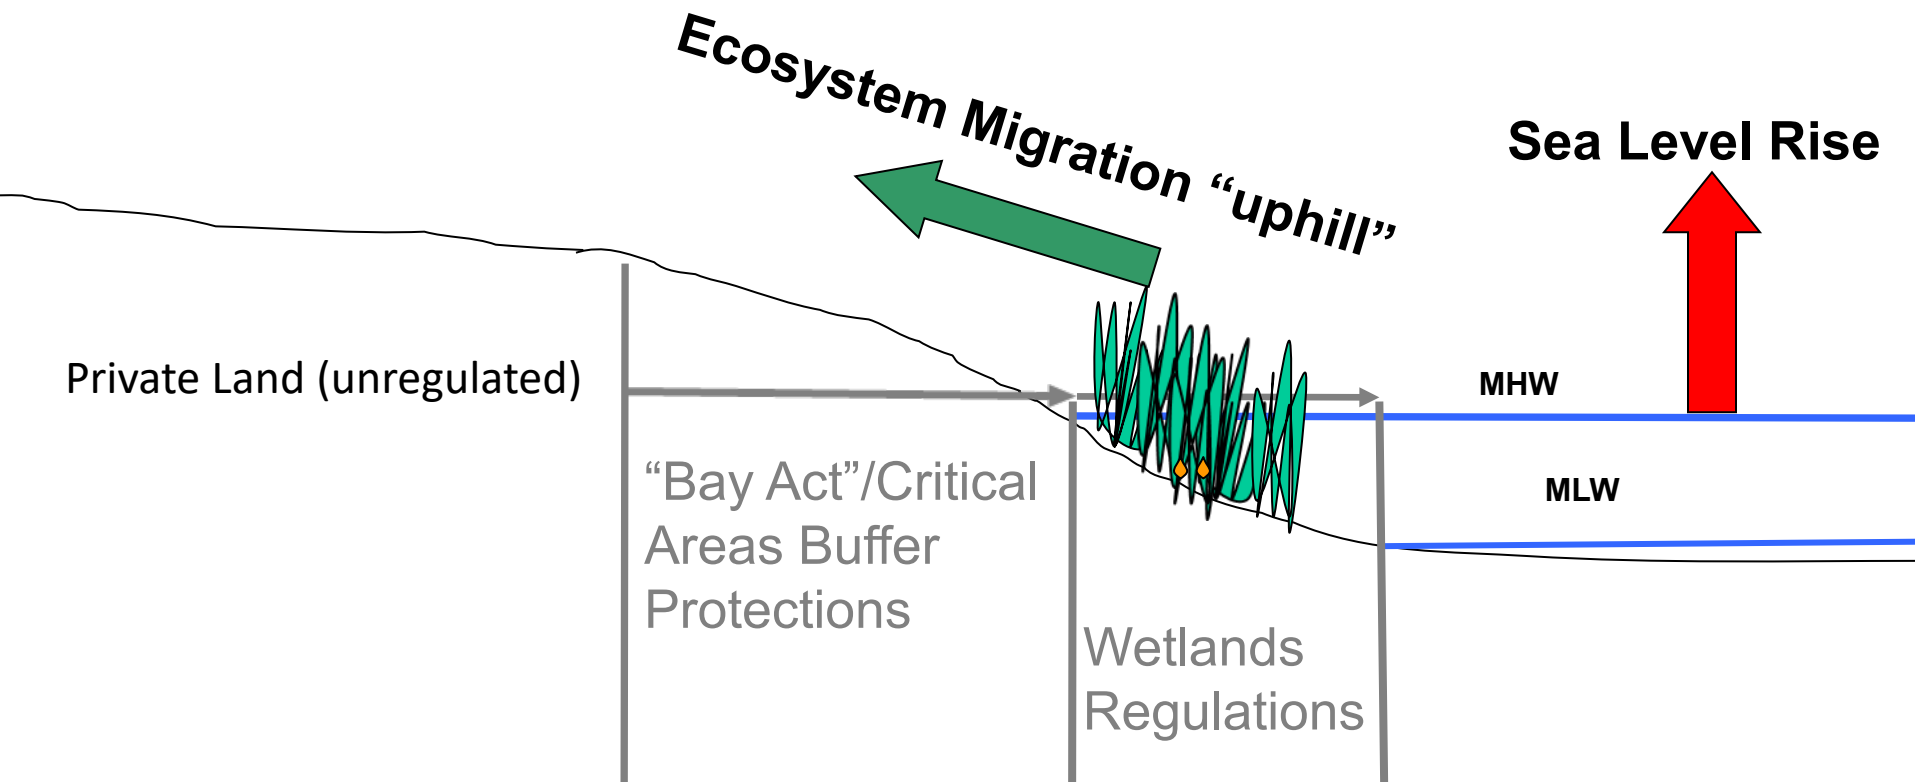 Ecosystem Migration “uphill”
Sea Level Rise
Private Land (unregulated)
MHW
MLW
“Bay Act”/Critical
Areas Buffer
Protections
Wetlands
Regulations